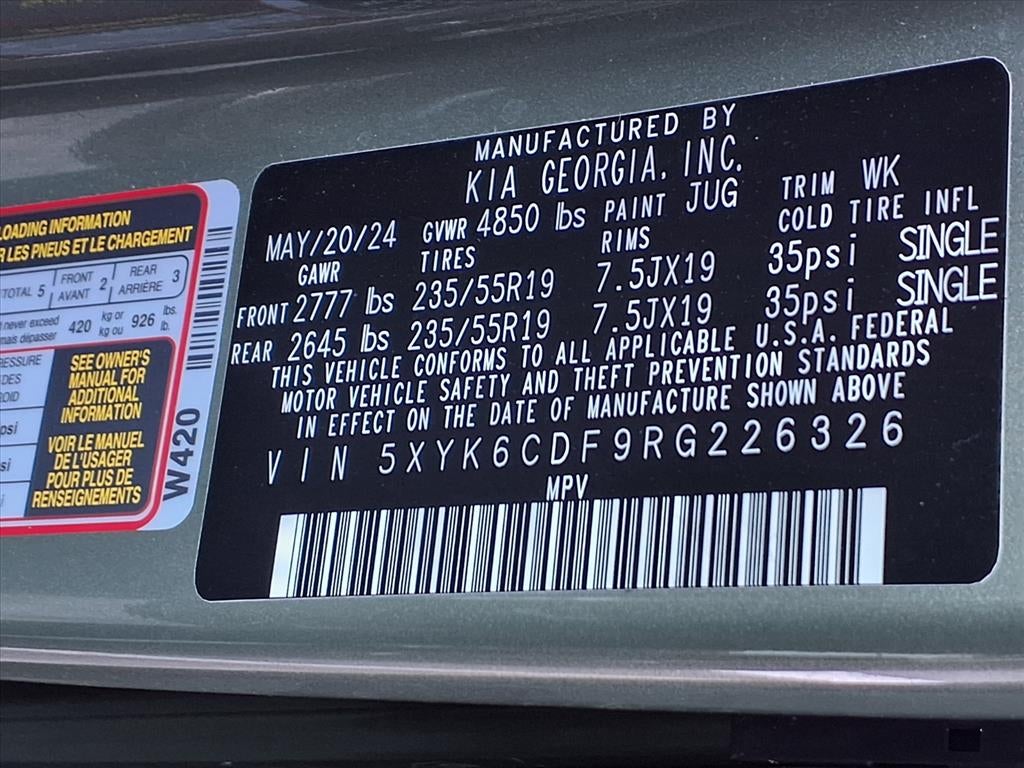 LOADING INFORMATION
R LES PNEUS ET LE CHARGEMENT
TOTAL 5 FRONT AVANT 2 REAR ARRIÈRE 3
never exceed
mais dépasser 420 kg or kg ou 926 lbs. lb.
SEE OWNER'S
MANUAL FOR
ADDITIONAL
INFORMATION
VOIR LE MANUEL
DE L'USAGER
POUR PLUS DE
RENSEIGNEMENTS
W420
MANUFACTURED BY
KIA GEORGIA, INC.
MAY/20/24 GVWR 4850 lbs PAINT JUG TRIM WK
GAWR TIRES RIMS COLD TIRE INFL
FRONT 2777 lbs 235/55R19 7.5JX19 35psi SINGLE
REAR 2645 lbs 235/55R19 7.5JX19 35psi SINGLE
THIS VEHICLE CONFORMS TO ALL APPLICABLE U.S.A. FEDERAL
MOTOR VEHICLE SAFETY AND THEFT PREVENTION STANDARDS
IN EFFECT ON THE DATE OF MANUFACTURE SHOWN ABOVE
VIN 5XYK6CDF9RG226326
MPV